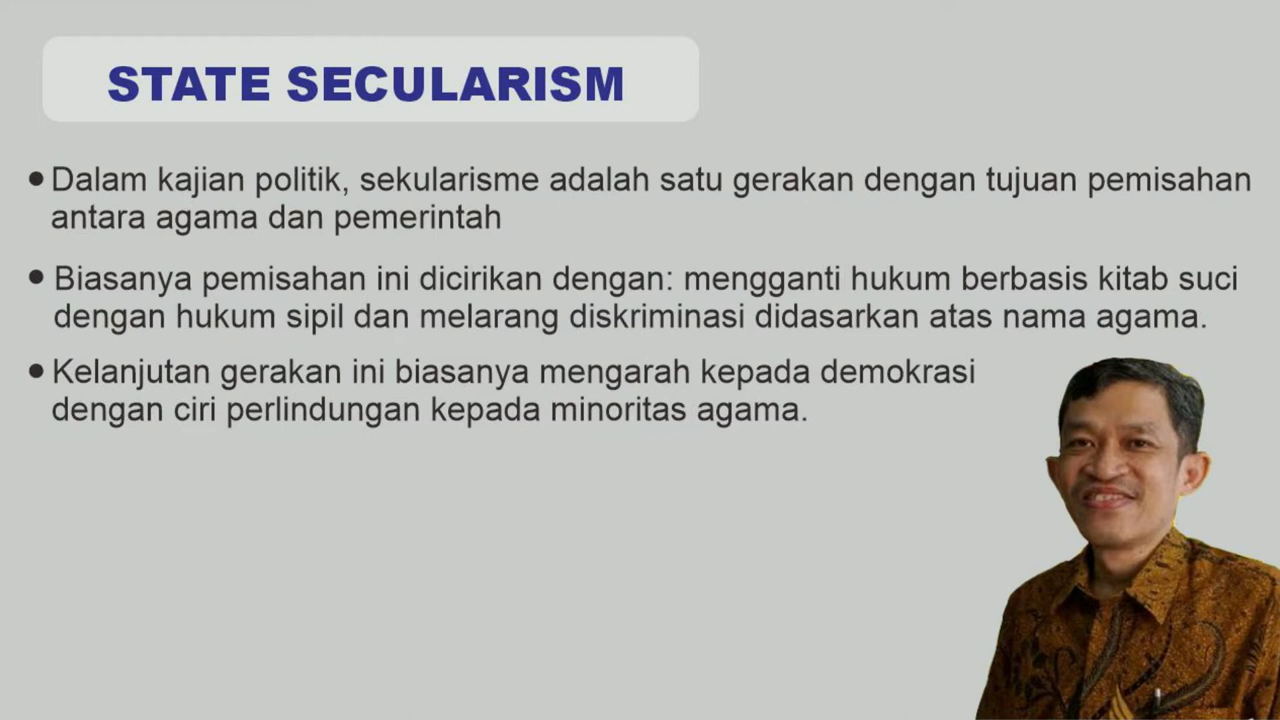 STATE SECULARISM
• Dalam kajian politik, sekularisme adalah satu gerakan dengan tujuan pemisahan
antara agama dan pemerintah
• Biasanya pemisahan ini dicirikan dengan: mengganti hukum berbasis kitab suci
dengan hukum sipil dan melarang diskriminasi didasarkan atas nama agama.
• Kelanjutan gerakan ini biasanya mengarah kepada demokrasi
dengan ciri perlindungan kepada minoritas agama.